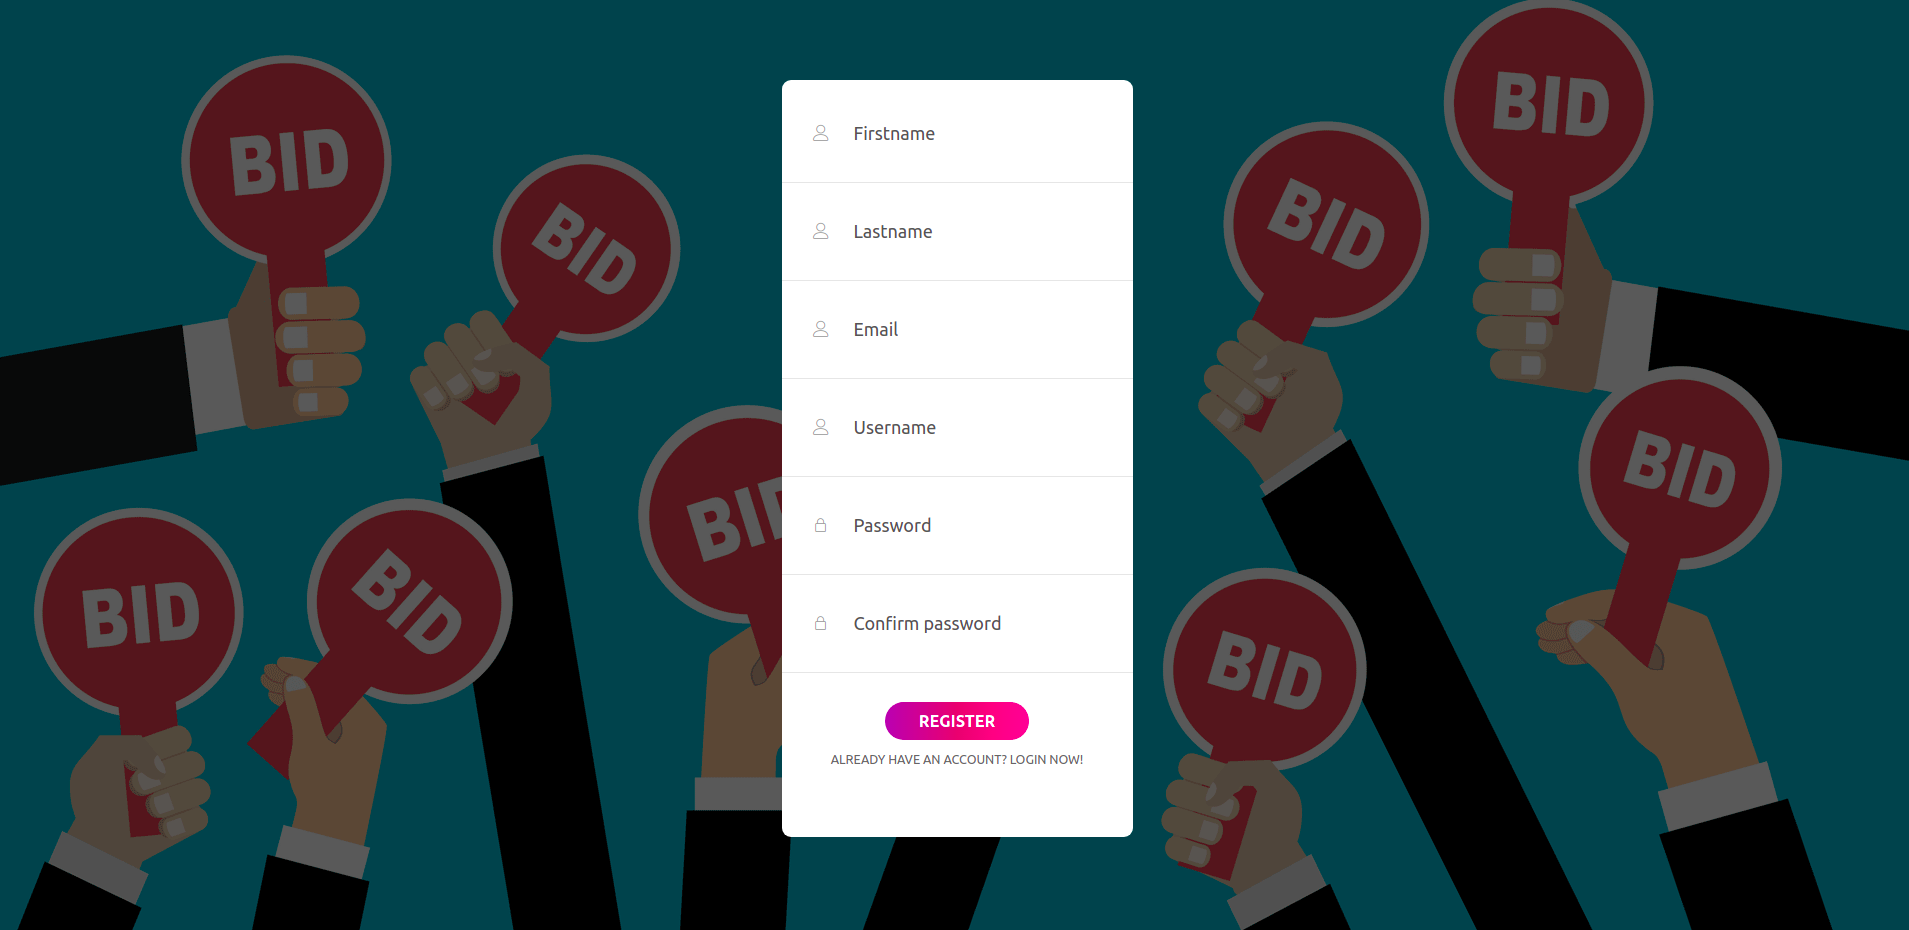 BID
BID
BID
BID
Firstname
Lastname
Email
Username
Password
Confirm password
REGISTER
ALREADY HAVE AN ACCOUNT? LOGIN NOW!
BID
BID
BID
BID
BID